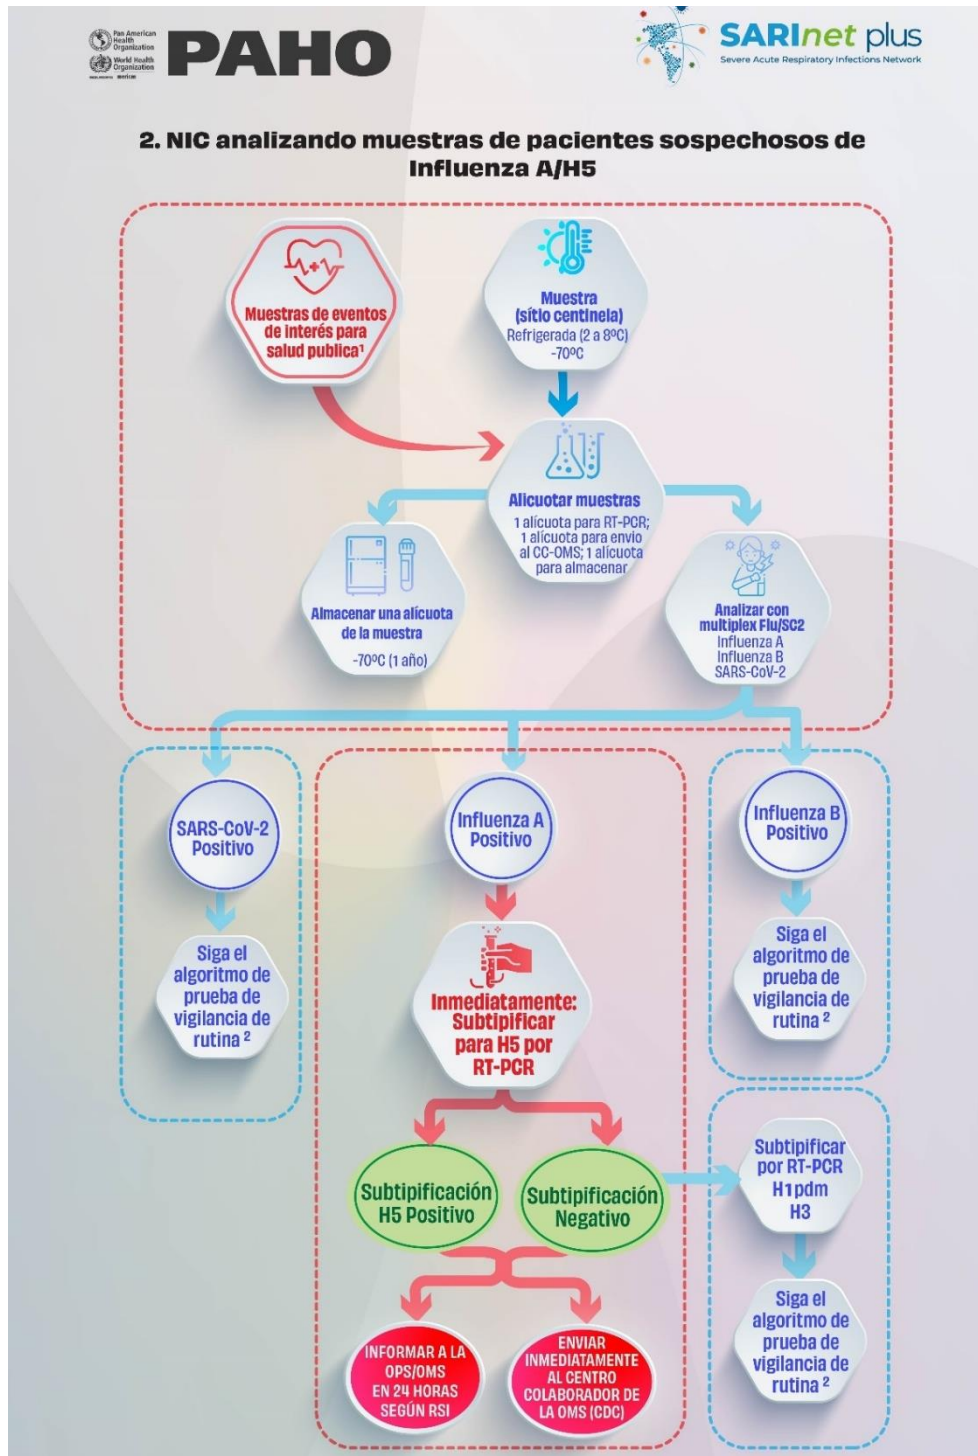 Pan American
Health
Organization
World Health
Organization
Americas
PAHO
SARInet plus
Severe Acute Respiratory Infections Network
2. NIC analizando muestras de pacientes sospechosos de
Influenza A/H5
Muestras de eventos
de interés para
salud publica¹
Muestra
(sítio centinela)
Refrigerada (2 a 8ºC)
-70ºC
Alicuotar muestras
1 alícuota para RT-PCR;
1 alícuota para envio
al CC-OMS; 1 alícuota
para almacenar
Almacenar una alícuota
de la muestra
-70ºC (1 año)
Analizar con
multiplex Flu/SC2
Influenza A
Influenza B
SARS-CoV-2
SARS-CoV-2
Positivo
Influenza A
Positivo
Influenza B
Positivo
Siga el
algoritmo de
prueba de
vigilancia de
rutina ²
Inmediatamente:
Subtipificar
para H5 por
RT-PCR
Siga el
algoritmo de
prueba de
vigilancia de
rutina ²
Subtipificación
H5 Positivo
Subtipificación
Negativo
Subtipificar
por RT-PCR
H1pdm
H3
INFORMAR A LA
OPS/OMS
EN 24 HORAS
SEGÚN RSI
ENVIAR
INMEDIATAMENTE
AL CENTRO
COLABORADOR DE
LA OMS (CDC)
Siga el
algoritmo de
prueba de
vigilancia de
rutina ²